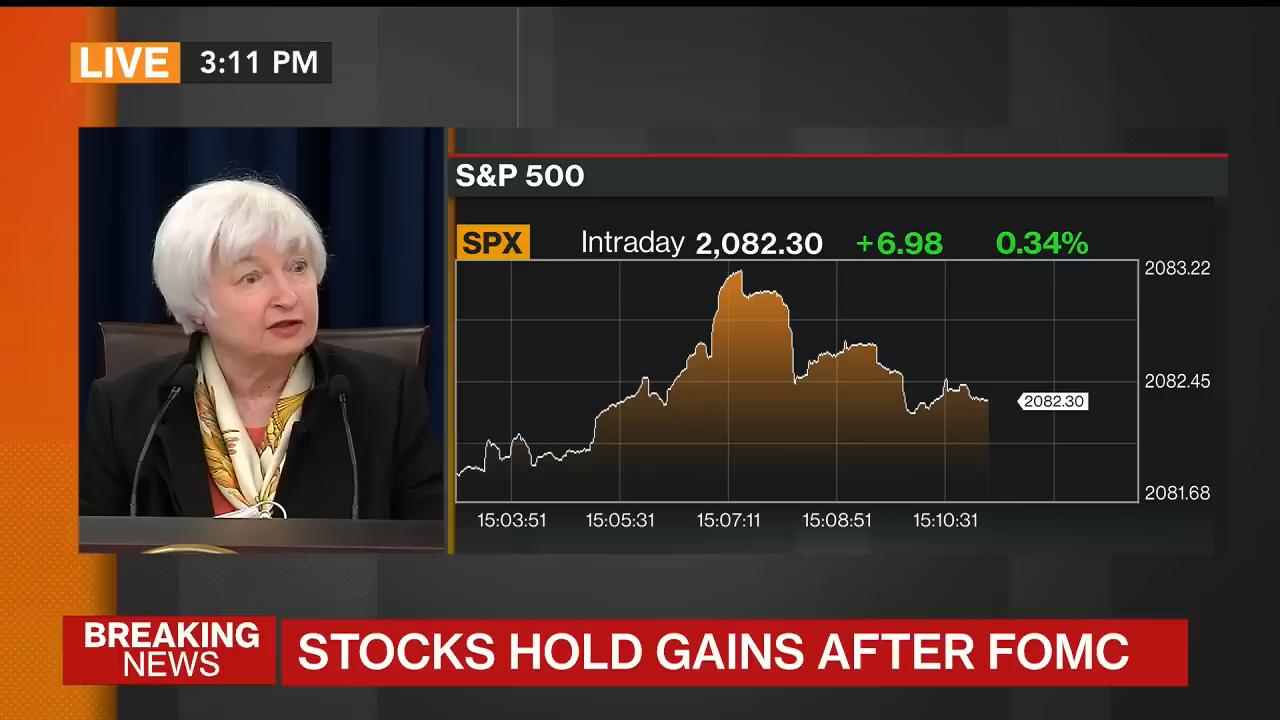 LIVE 3:11 PM
S&P 500
SPX Intraday 2,082.30 +6.98 0.34%
2083.22
2082.45
2082.30
2081.68
15:03:51 15:05:31 15:07:11 15:08:51 15:10:31
BREAKING
NEWS
STOCKS HOLD GAINS AFTER FOMC